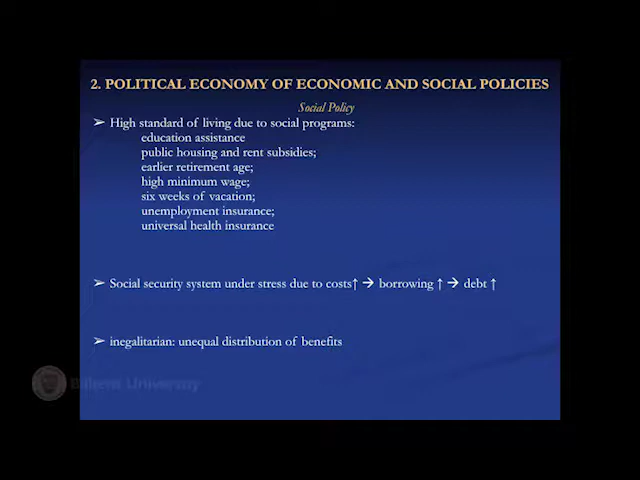 2. POLITICAL ECONOMY OF ECONOMIC AND SOCIAL POLICIES
Social Policy
➢ High standard of living due to social programs:
education assistance
public housing and rent subsidies;
earlier retirement age;
high minimum wage;
six weeks of vacation;
unemployment insurance;
universal health insurance
➢ Social security system under stress due to costs↑ → borrowing ↑ → debt ↑
➢ inegalitarian: unequal distribution of benefits
Bilkent University